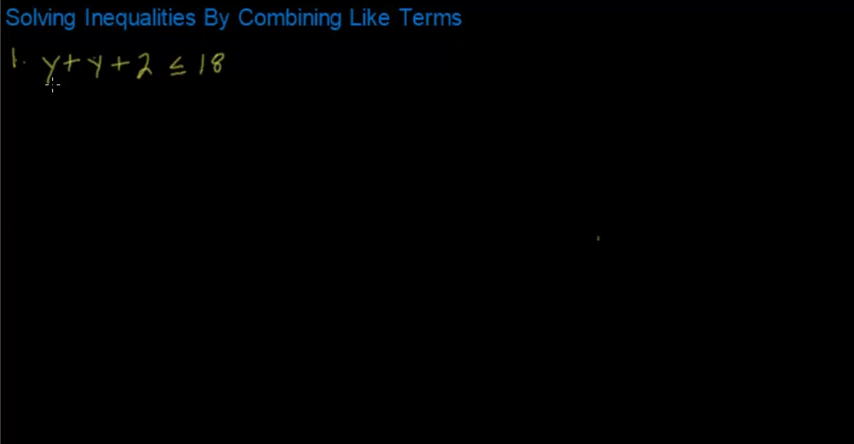 Solving Inequalities By Combining Like Terms
1. y + y + 2 ≤ 18